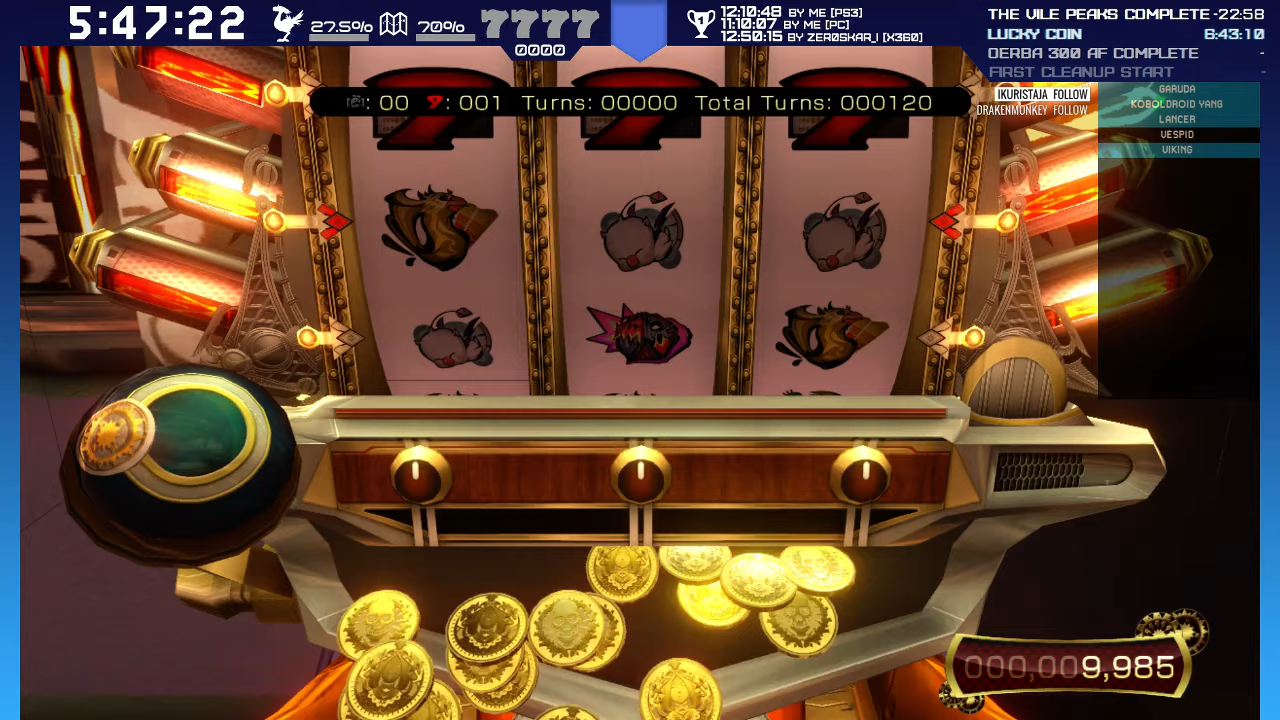 5:47:22
27.5%
70%
7777
0000
12:10:48 BY ME [PS3]
11:10:07 BY ME [PC]
12:50:15 BY ZER0SKAR_I [X360]
THE VILE PEAKS COMPLETE -22:58
LUCKY COIN 6:43:10
OERBA 300 AF COMPLETE -
FIRST CLEANUP START -
IKURISTAJA FOLLOW
DRAKENMONKEY FOLLOW
GARUDA
KOBOLDROID YANG
LANCER
VESPID
VIKING
: 00 7: 001 Turns: 00000 Total Turns: 000120
000,009,985